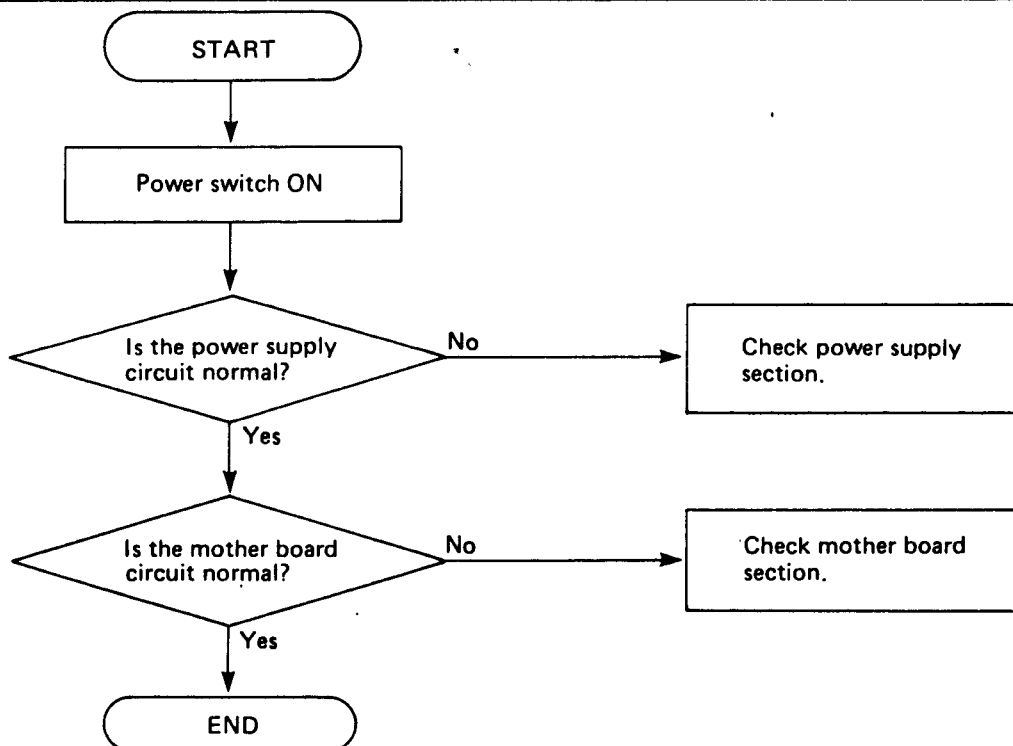 START
Power switch ON
Is the power supply
circuit normal?
No
Check power supply
section.
Yes
Is the mother board
circuit normal?
No
Check mother board
section.
Yes
END